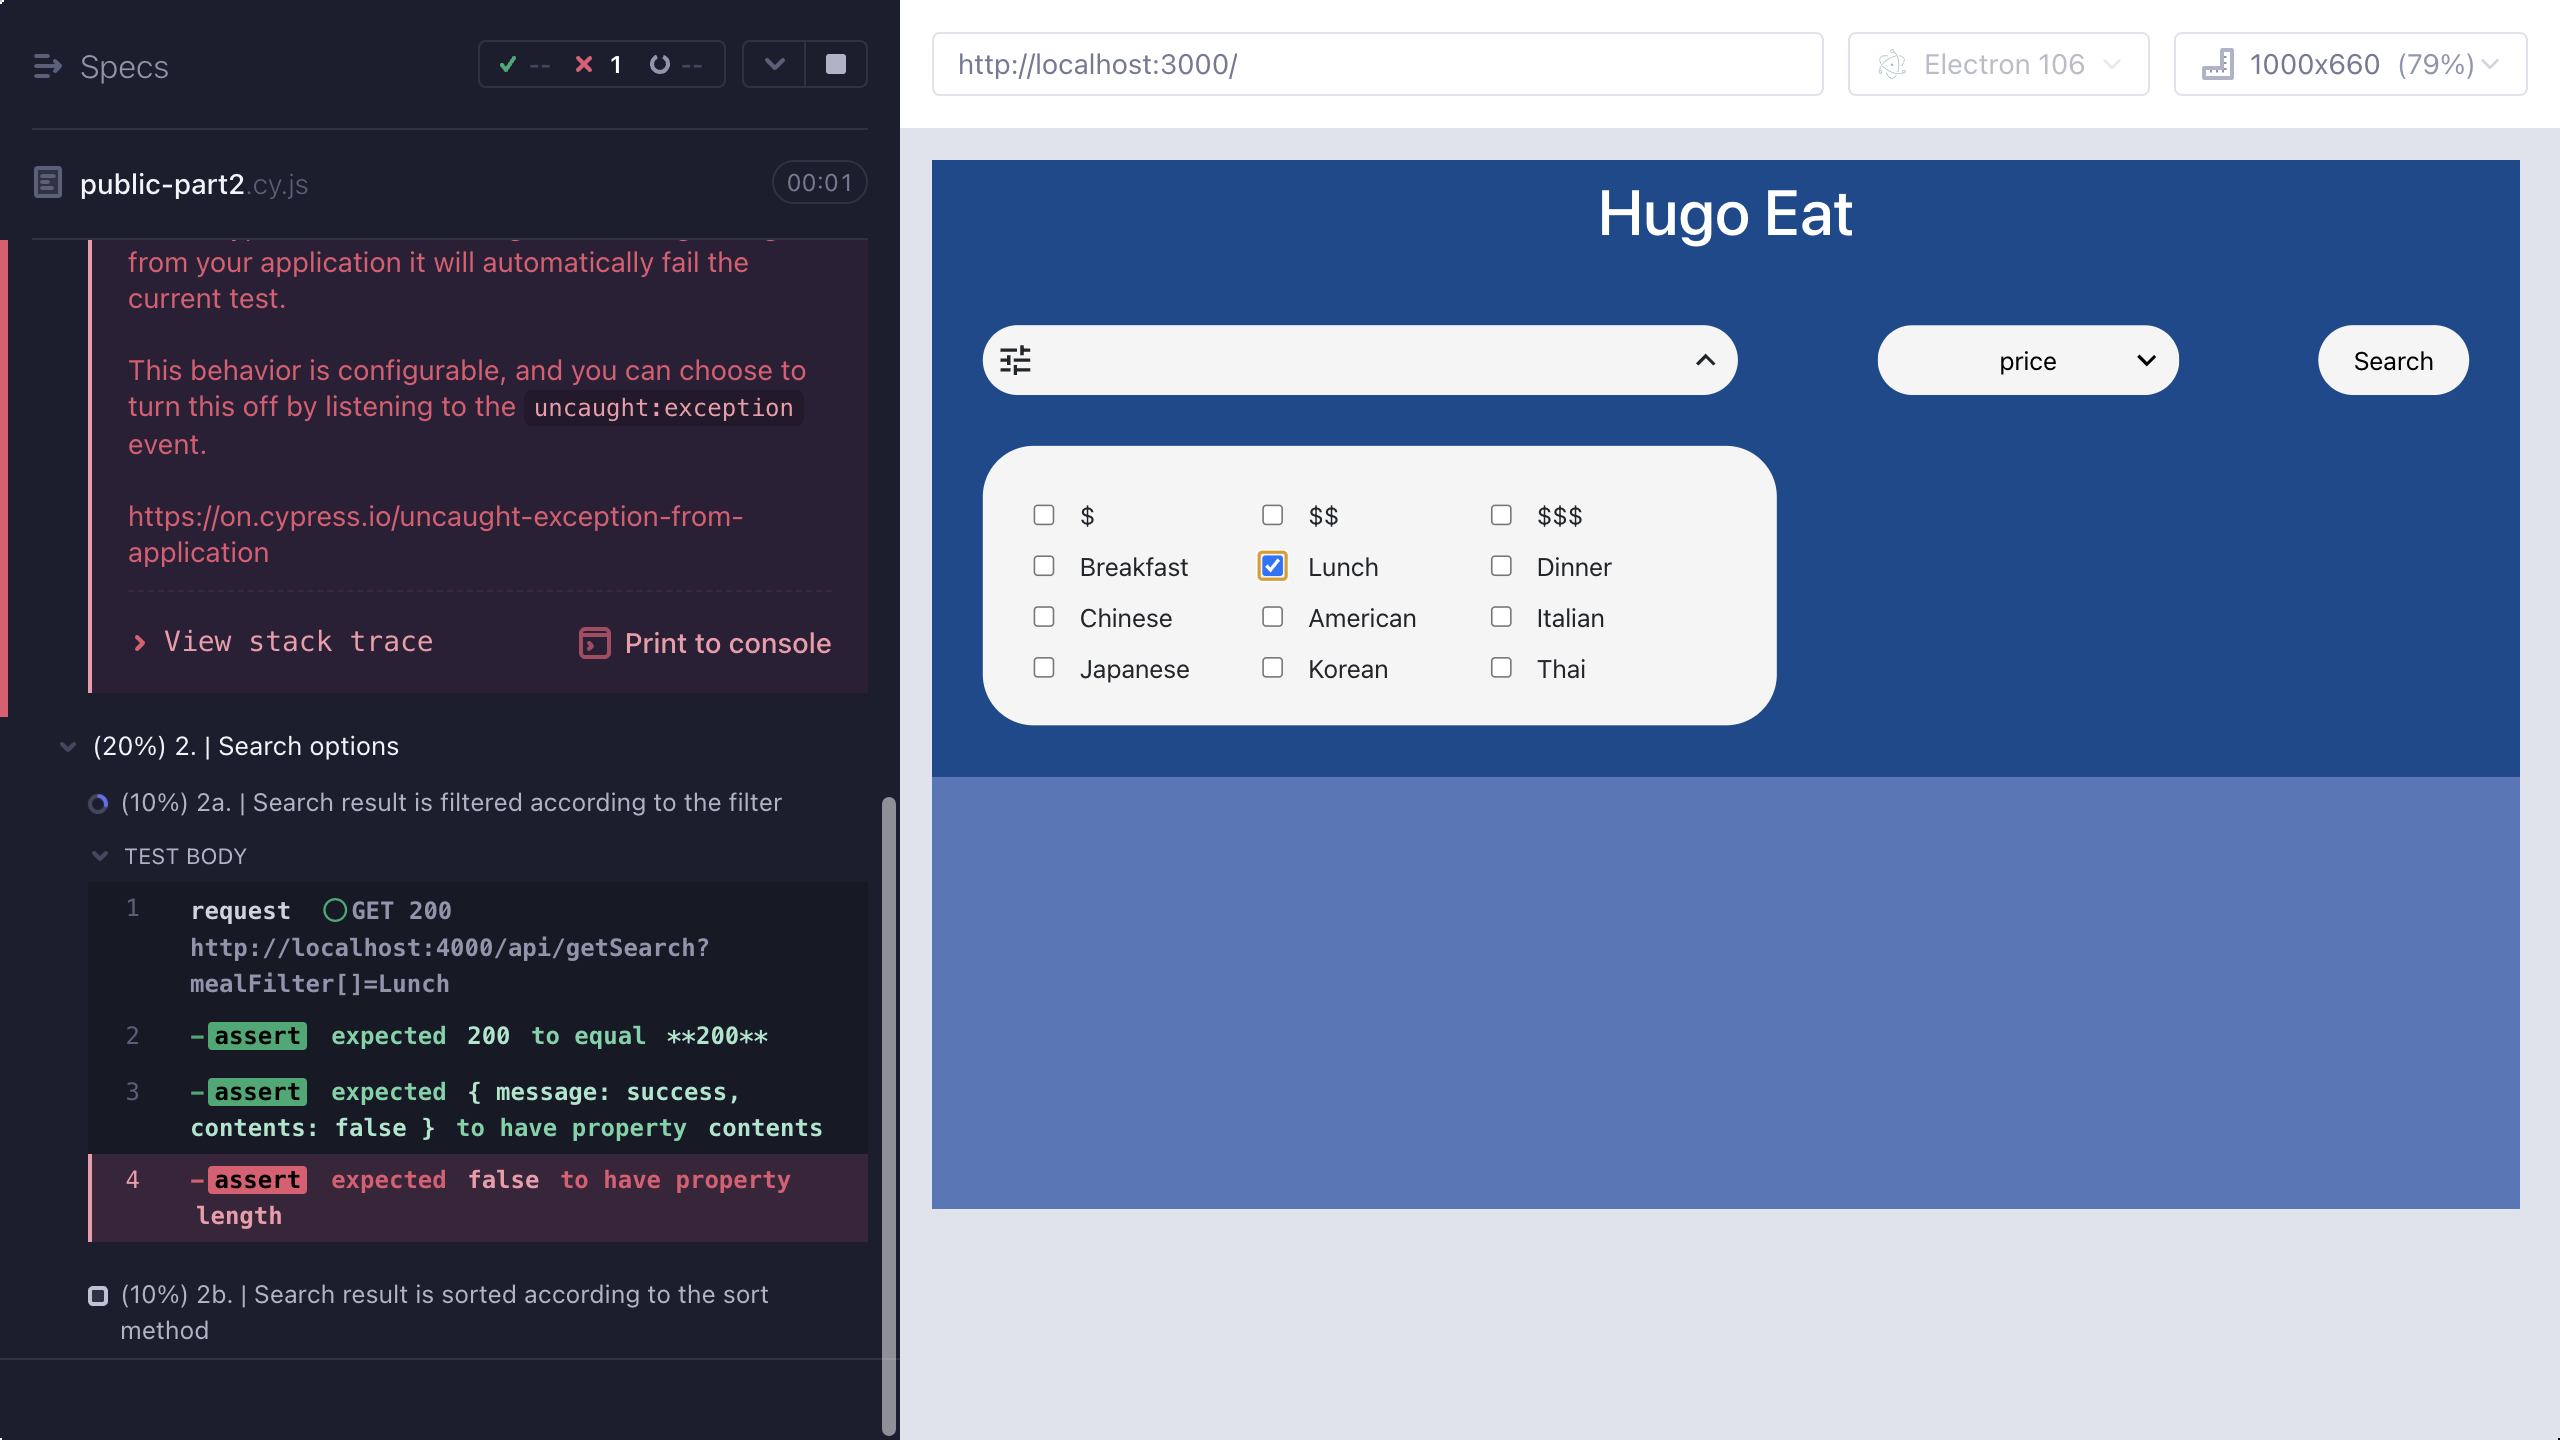 Specs
-- 1 --
http://localhost:3000/
Electron 106
1000x660 (79%)
public-part2.cy.js
00:01
from your application it will automatically fail the
current test.
This behavior is configurable, and you can choose to
turn this off by listening to the uncaught:exception
event.
https://on.cypress.io/uncaught-exception-from-
application
View stack trace
Print to console
(20%) 2. | Search options
(10%) 2a. | Search result is filtered according to the filter
TEST BODY
1 request GET 200
http://localhost:4000/api/getSearch?
mealFilter[]=Lunch
2 -assert expected 200 to equal **200**
3 -assert expected { message: success,
contents: false } to have property contents
4 -assert expected false to have property
length
(10%) 2b. | Search result is sorted according to the sort
method
Hugo Eat
price
Search
$ $$ $$$
Breakfast Lunch Dinner
Chinese American Italian
Japanese Korean Thai